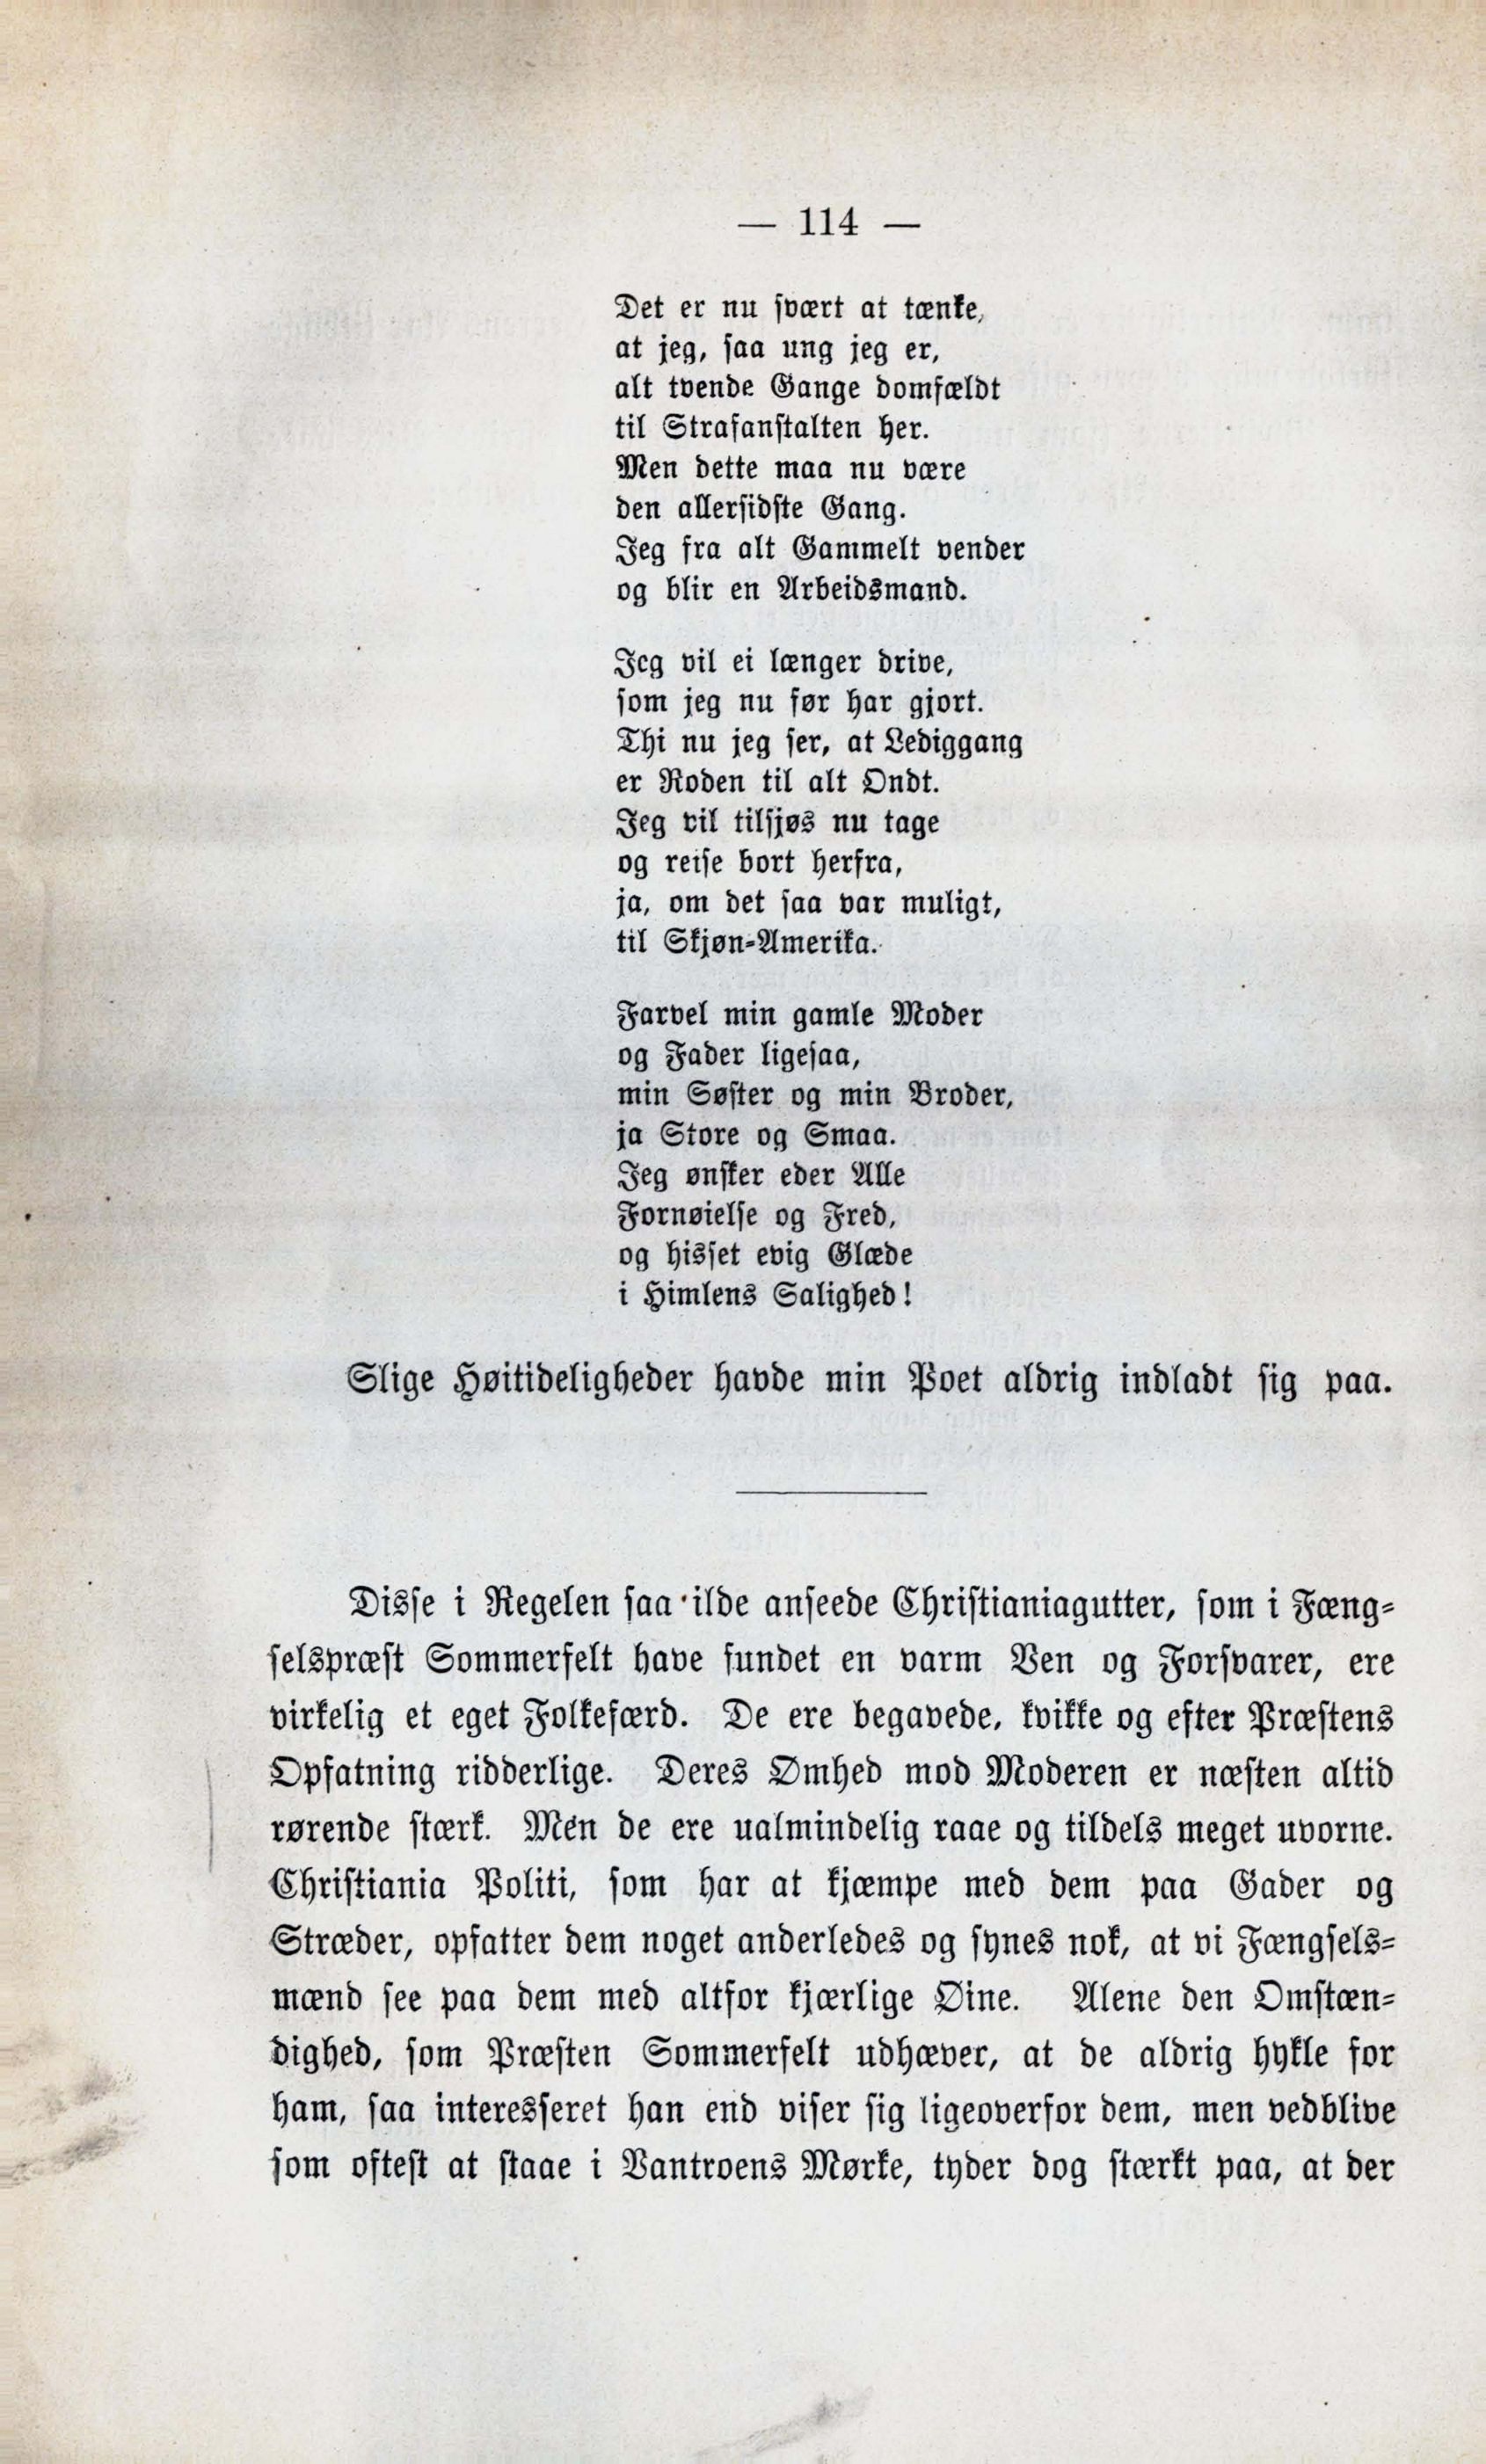 — 114 —
Det er nu svært at tænke,
at jeg, saa ung jeg er,
alt tvende Gange domfældt
til Strafanstalten her.
Men dette maa nu være
den allersidste Gang.
Jeg fra alt Gammelt vender
og blir en Arbeidsmand.
Jeg vil ei længer drive,
som jeg nu før har gjort.
Thi nu jeg ser, at Lediggang
er Roden til alt Ondt.
Jeg vil tilsjøs nu tage
og reise bort herfra,
ja, om det saa var muligt,
til Skjøn-Amerika.
Farvel min gamle Moder
og Fader ligesaa,
min Søster og min Broder,
ja Store og Smaa.
Jeg ønsker eder Alle
Fornøielse og Fred,
og hisset evig Glæde
i Himlens Salighed!
Slige Høitideligheder havde min Poet aldrig indladt sig paa.
Disse i Regelen saa ilde anseede Christianiagutter, som i Fæng-
selspræst Sommerfelt have fundet en varm Ven og Forsvarer, ere
virkelig et eget Folkefærd. De ere begavede, kvikke og efter Præstens
Opfatning ridderlige. Deres Ømhed mod Moderen er næsten altid
rørende stærk. Men de ere ualmindelig raae og tildels meget uvorne.
Christiania Politi, som har at kjæmpe med dem paa Gader og
Stræder, opfatter dem noget anderledes og synes nok, at vi Fængsels-
mænd see paa dem med altfor kjærlige Øine. Alene den Omstæn-
dighed, som Præsten Sommerfelt udhæver, at de aldrig hykle for
ham, saa interesseret han end viser sig ligeoverfor dem, men vedblive
som oftest at staae i Vantroens Mørke, tyder dog stærkt paa, at der